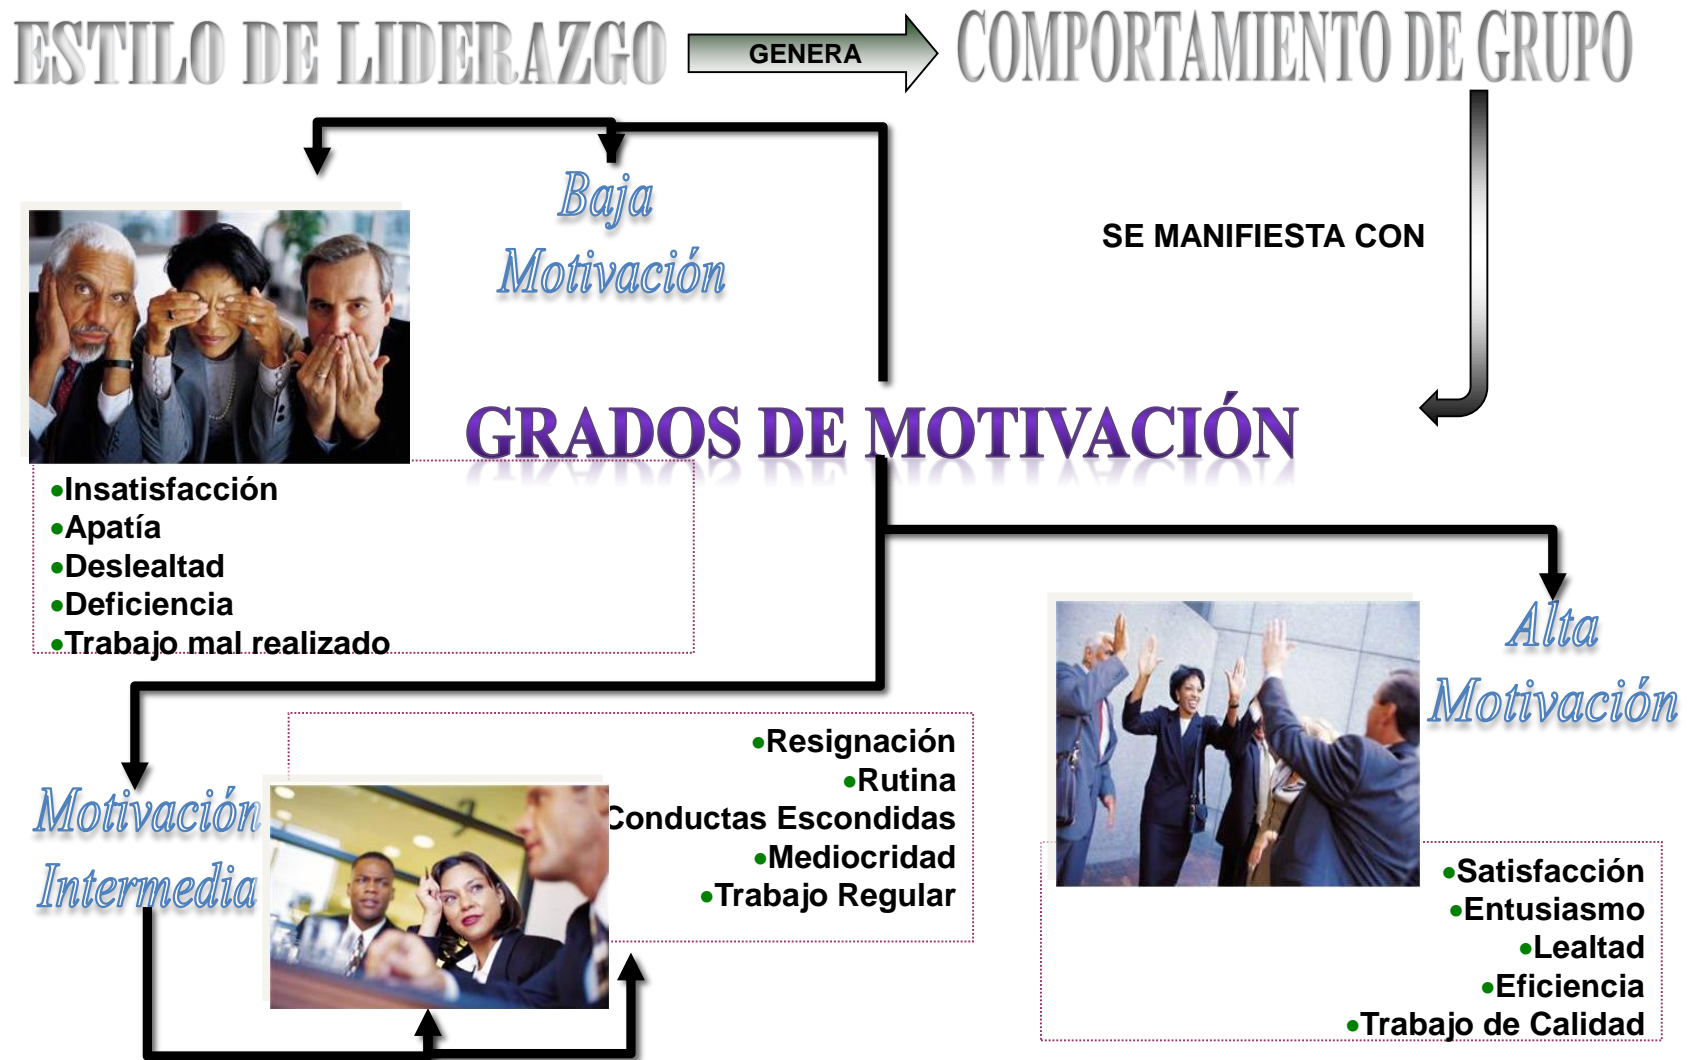 ESTILO DE LIDERAZGO
GENERA
COMPORTAMIENTO DE GRUPO
Baja
Motivación
SE MANIFIESTA CON
GRADOS DE MOTIVACIÓN
•Insatisfacción
•Apatía
•Deslealtad
•Deficiencia
•Trabajo mal realizado
Alta
Motivación
Motivación
Intermedia
•Resignación
•Rutina
Conductas Escondidas
•Mediocridad
•Trabajo Regular
•Satisfacción
•Entusiasmo
•Lealtad
•Eficiencia
•Trabajo de Calidad